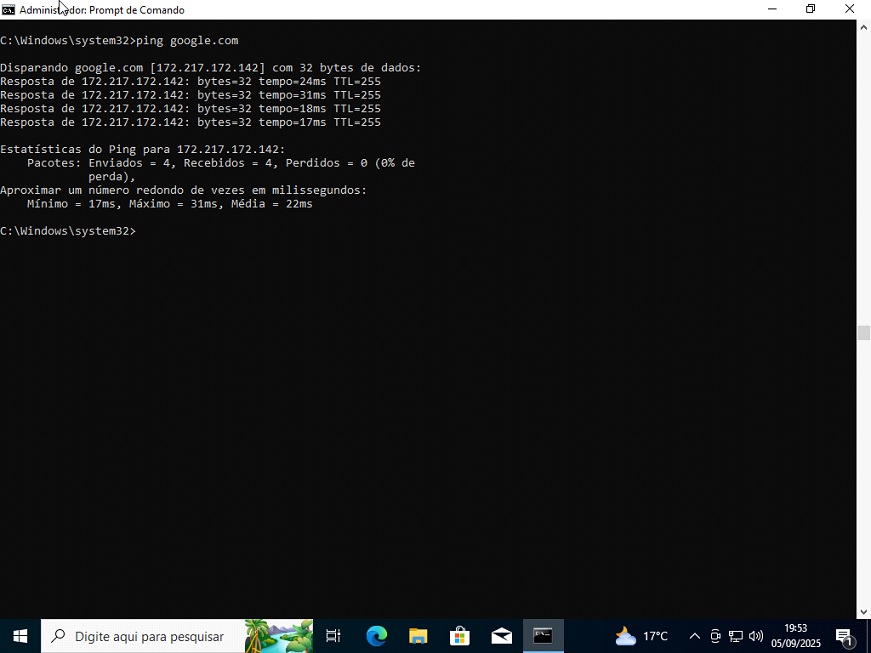 Administrador: Prompt de Comando
C:\Windows\system32>ping google.com
Disparando google.com [172.217.172.142] com 32 bytes de dados:
Resposta de 172.217.172.142: bytes=32 tempo=24ms TTL=255
Resposta de 172.217.172.142: bytes=32 tempo=31ms TTL=255
Resposta de 172.217.172.142: bytes=32 tempo=18ms TTL=255
Resposta de 172.217.172.142: bytes=32 tempo=17ms TTL=255
Estatísticas do Ping para 172.217.172.142:
Pacotes: Enviados = 4, Recebidos = 4, Perdidos = 0 (0% de
perda),
Aproximar um número redondo de vezes em milissegundos:
Mínimo = 17ms, Máximo = 31ms, Média = 22ms
C:\Windows\system32>
Digite aqui para pesquisar
17°C
19:53
05/09/2025
1